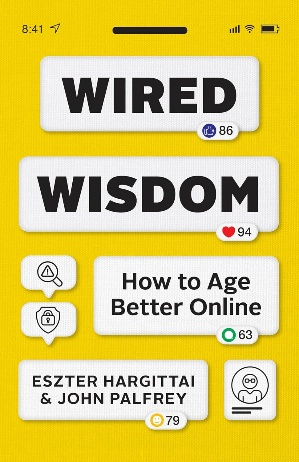 8:41
WIRED
86
WISDOM
94
How to Age
Better Online
63
ESZTER HARGITTAI
& JOHN PALFREY
79